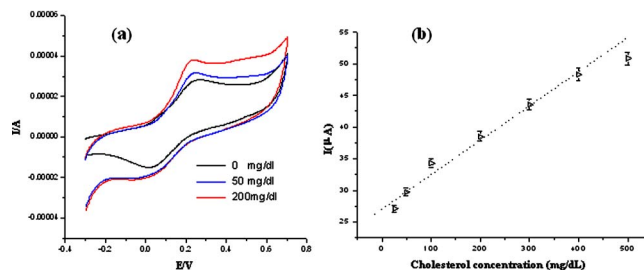 (a)
(b)
I/A
0.00006
0.00004
0.00002
0.00000
-0.00002
-0.00004
0 mg/dl
50 mg/dl
200mg/dl
-0.4
-0.2
0.0
0.2
0.4
0.6
0.8
E/V
I(μA)
55
50
45
40
35
30
25
0
100
200
300
400
500
Cholesterol concentration (mg/dL)